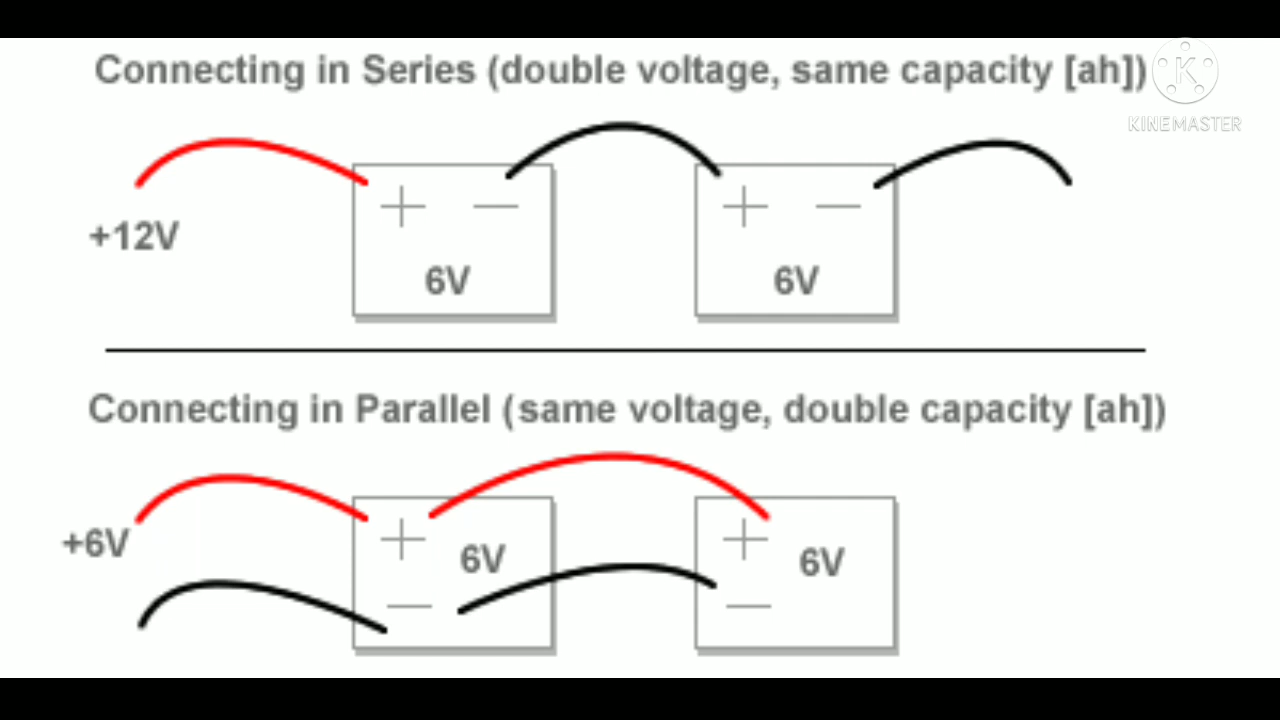 Connecting in Series (double voltage, same capacity [ah])
K
KINEMASTER
+12V
+ − + −
6V 6V
Connecting in Parallel (same voltage, double capacity [ah])
+6V
+ 6V + 6V
− −